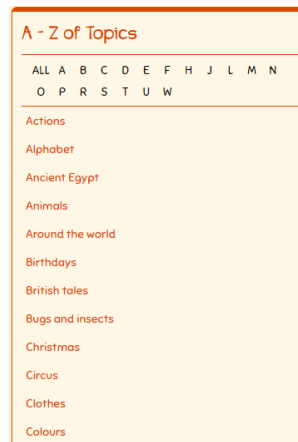 A - Z of Topics
ALL A B C D E F H J L M N
O P R S T U W
Actions
Alphabet
Ancient Egypt
Animals
Around the world
Birthdays
British tales
Bugs and insects
Christmas
Circus
Clothes
Colours